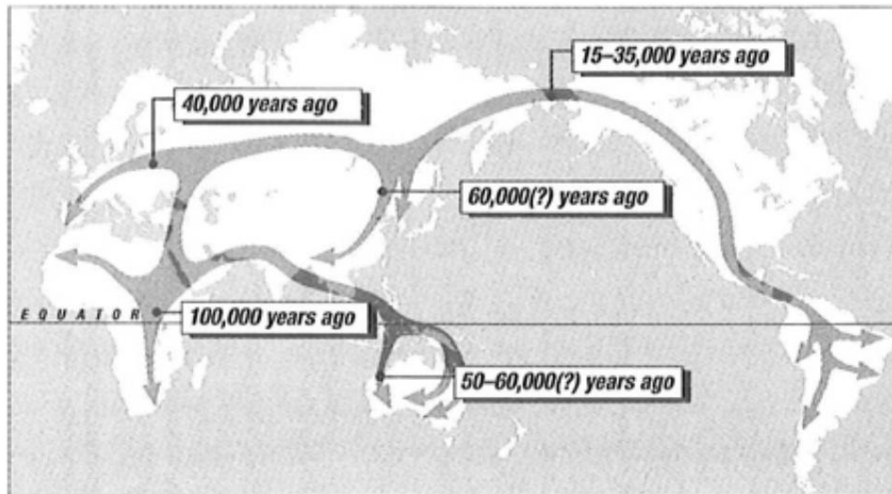 15–35,000 years ago
40,000 years ago
60,000(?) years ago
EQUATOR
100,000 years ago
50–60,000(?) years ago